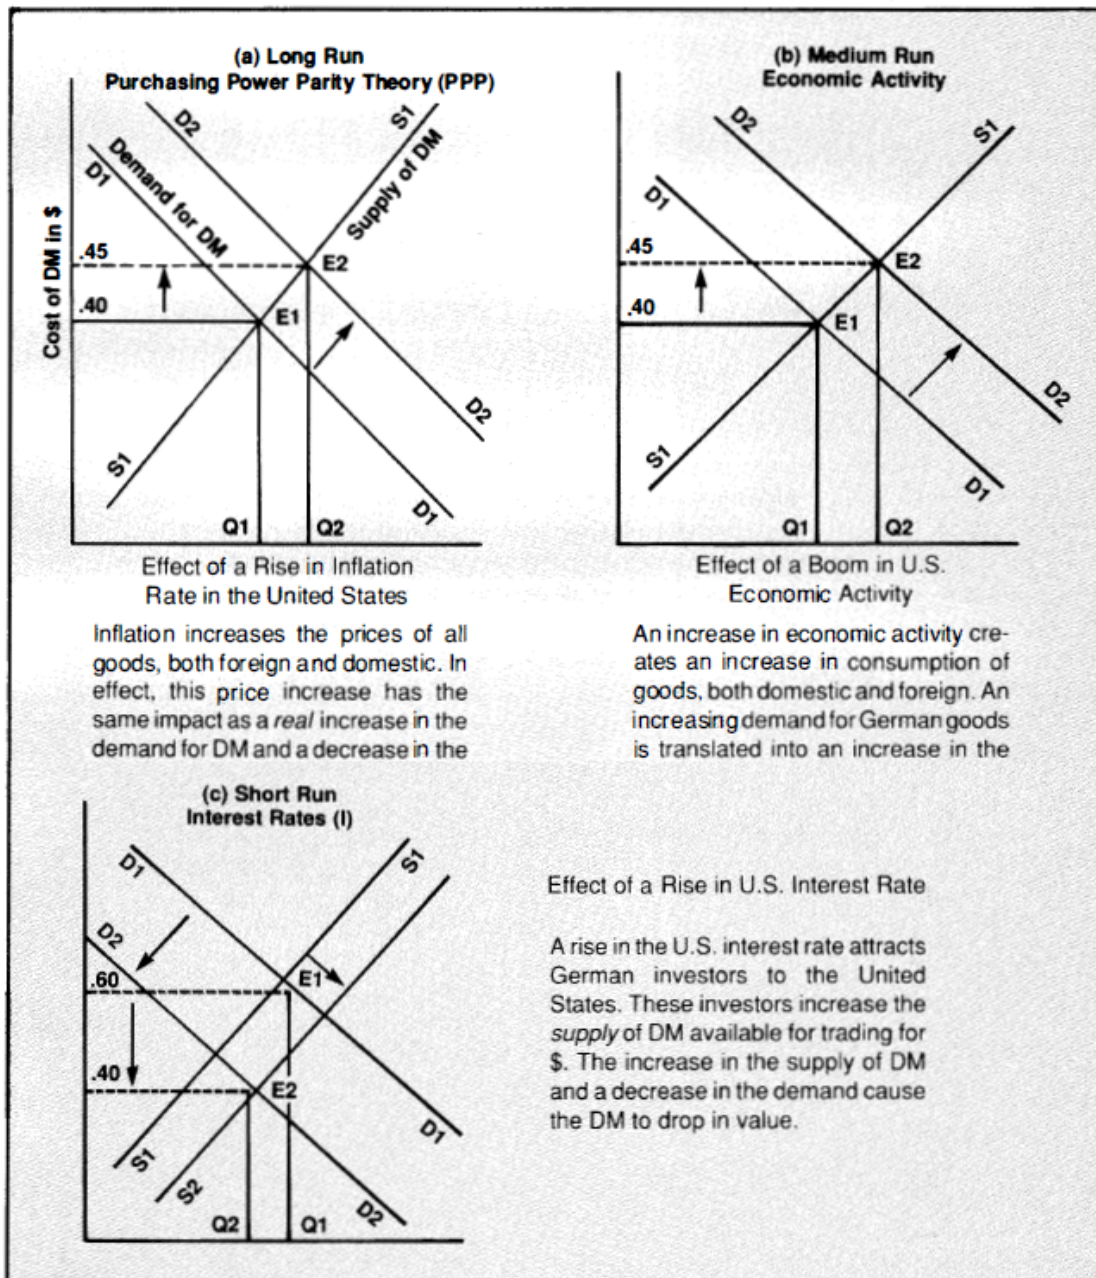 (a) Long Run
Purchasing Power Parity Theory (PPP)
D2
S1
D1
Demand for DM
Supply of DM
Cost of DM in $
.45
E2
.40
E1
S1
D2
D1
Q1
Q2
Effect of a Rise in Inflation
Rate in the United States
Inflation increases the prices of all
goods, both foreign and domestic. In
effect, this price increase has the
same impact as a real increase in the
demand for DM and a decrease in the
(b) Medium Run
Economic Activity
D2
S1
D1
.45
E2
.40
E1
D2
S1
D1
Q1
Q2
Effect of a Boom in U.S.
Economic Activity
An increase in economic activity cre-
ates an increase in consumption of
goods, both domestic and foreign. An
increasing demand for German goods
is translated into an increase in the
(c) Short Run
Interest Rates (I)
D1
S1
D2
.60
E1
.40
E2
D1
S1
S2
D2
Q2
Q1
Effect of a Rise in U.S. Interest Rate
A rise in the U.S. interest rate attracts
German investors to the United
States. These investors increase the
supply of DM available for trading for
$. The increase in the supply of DM
and a decrease in the demand cause
the DM to drop in value.